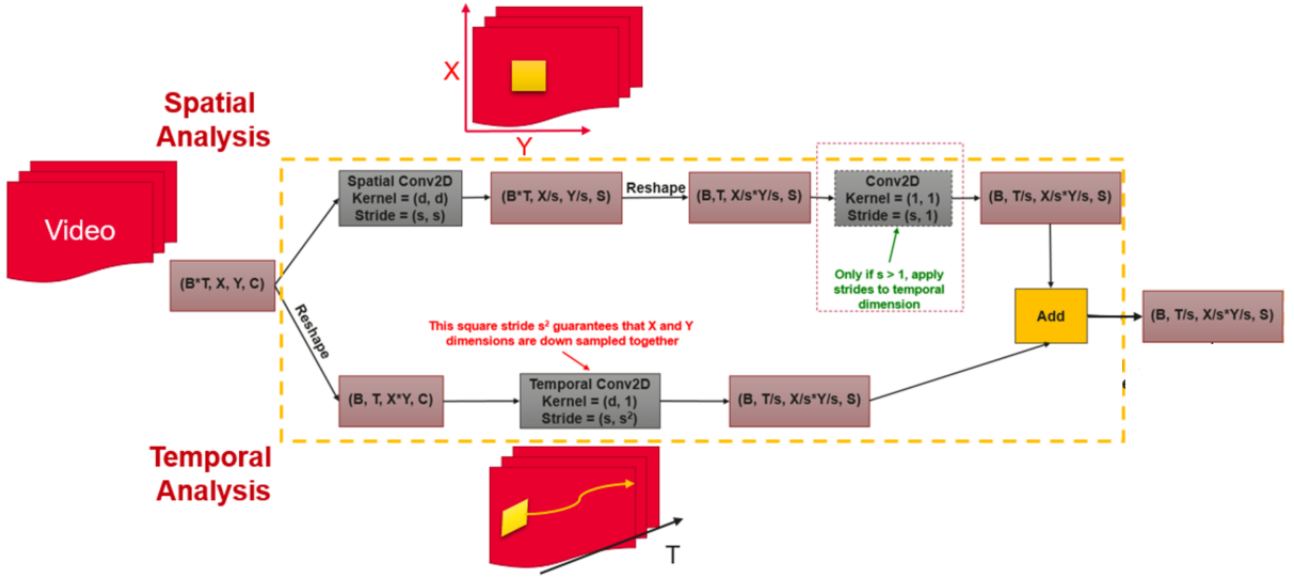 X
Y
Spatial
Analysis
Video
(B*T, X, Y, C)
Spatial Conv2D
Kernel = (d, d)
Stride = (s, s)
(B*T, X/s, Y/s, S)
Reshape
(B,T, X/s*Y/s, S)
Conv2D
Kernel = (1, 1)
Stride = (s, 1)
(B, T/s, X/s*Y/s, S)
Only if s > 1, apply
strides to temporal
dimension
Reshape
This square stride s² guarantees that X and Y
dimensions are down sampled together
Add
(B, T/s, X/s*Y/s, S)
(B, T, X*Y, C)
Temporal Conv2D
Kernel = (d, 1)
Stride = (s, s²)
(B, T/s, X/s*Y/s, S)
Temporal
Analysis
T